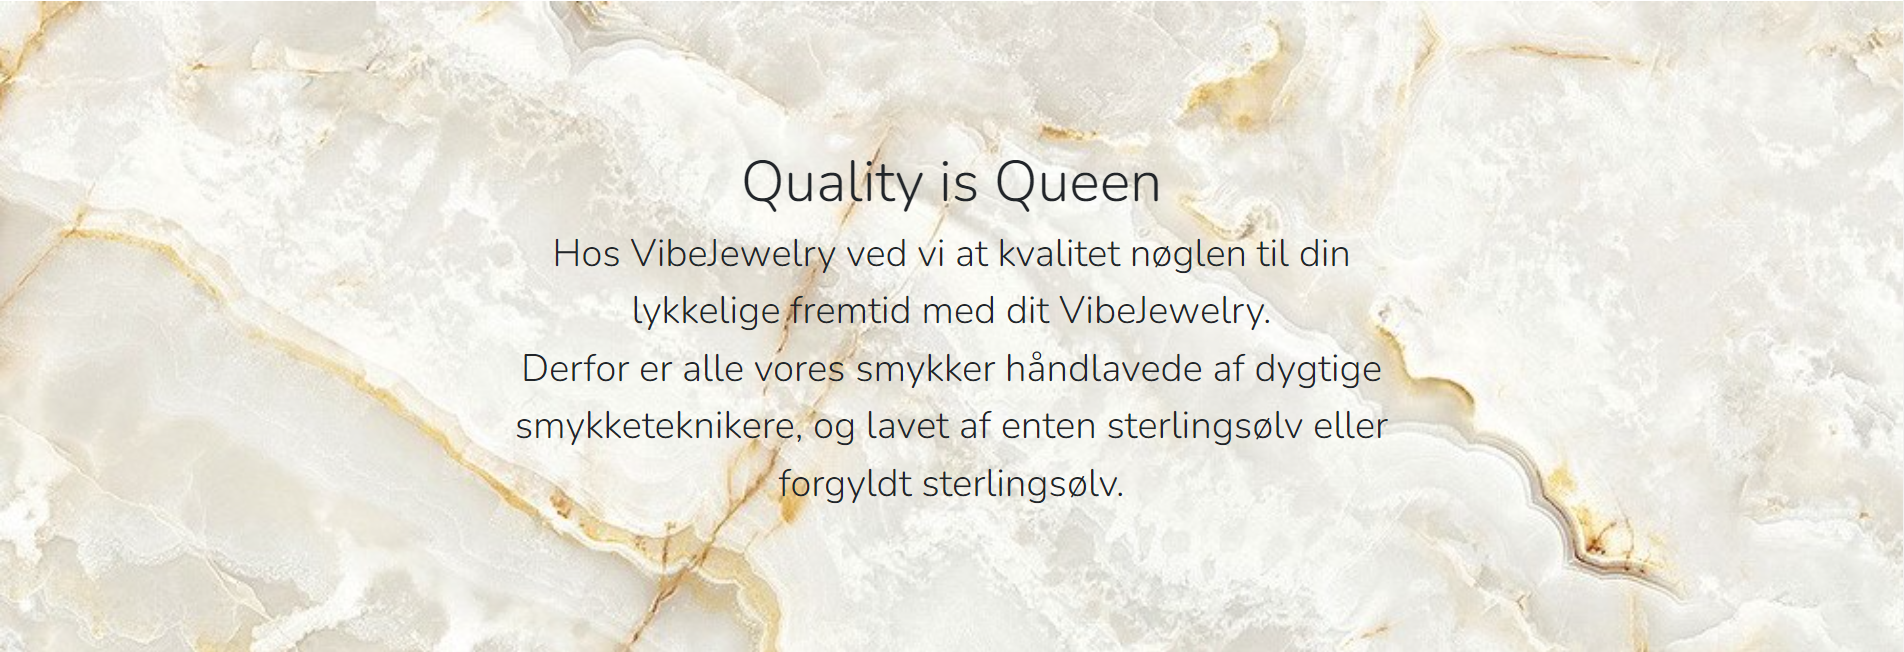 Quality is Queen
Hos VibeJewelry ved vi at kvalitet nøglen til din
lykkelige fremtid med dit VibeJewelry.
Derfor er alle vores smykker håndlavede af dygtige
smykketeknikere, og lavet af enten sterlingsølv eller
forgyldt sterlingsølv.